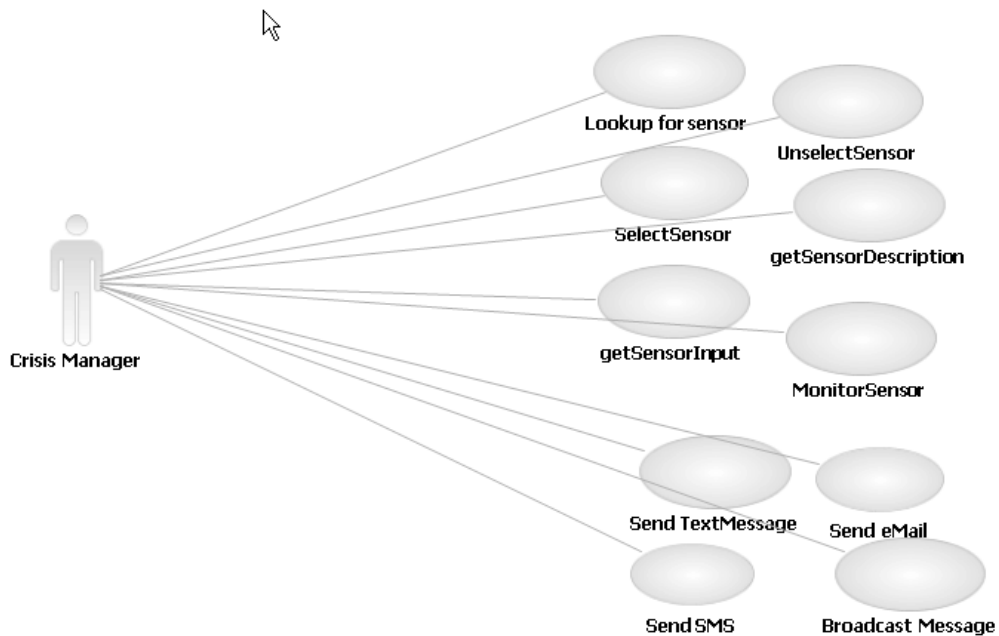 Lookup for sensor
UnselectSensor
SelectSensor
getSensorDescription
getSensorInput
Crisis Manager
MonitorSensor
Send TextMessage
Send eMail
Send SMS
Broadcast Message